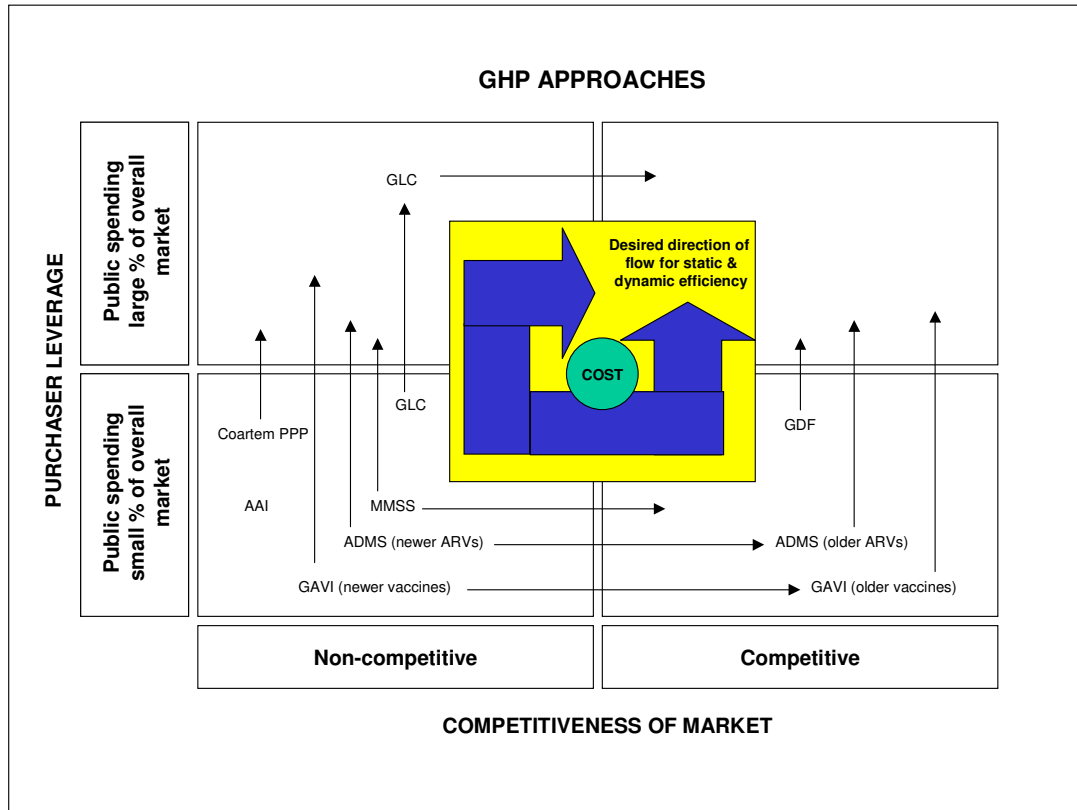 GHP APPROACHES
PURCHASER LEVERAGE
Public spending
large % of overall
market
GLC
Desired direction of
flow for static &
dynamic efficiency
COST
Public spending
small % of overall
market
GLC
Coartem PPP
GDF
AAI
MMSS
ADMS (newer ARVs)
ADMS (older ARVs)
GAVI (newer vaccines)
GAVI (older vaccines)
Non-competitive
Competitive
COMPETITIVENESS OF MARKET